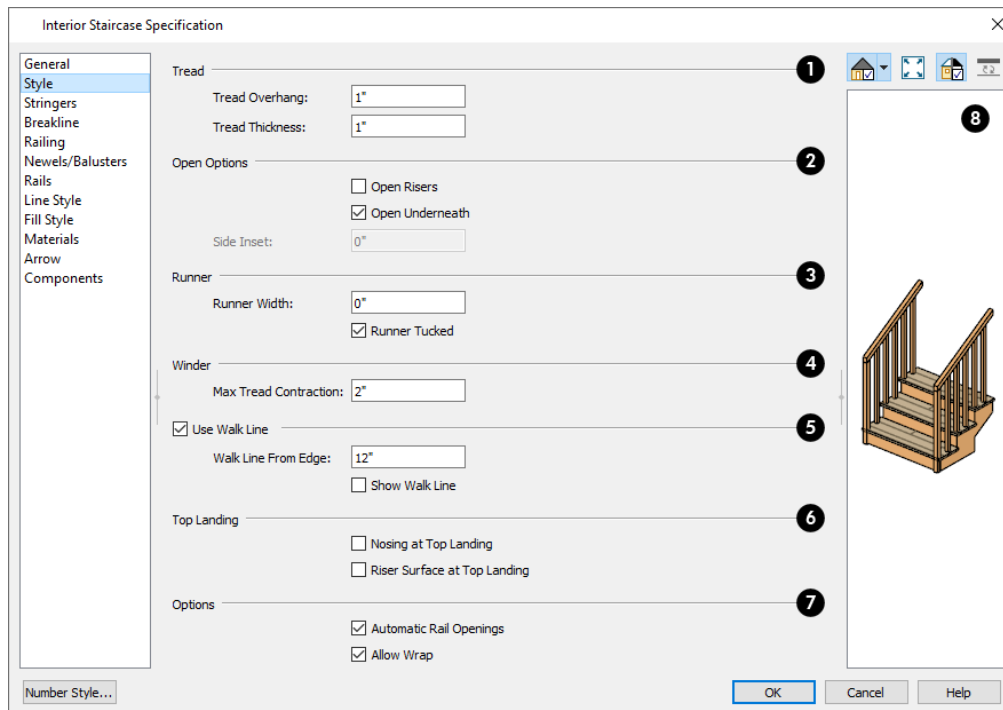 Interior Staircase Specification
General
Style
Stringers
Breakline
Railing
Newels/Balusters
Rails
Line Style
Fill Style
Materials
Arrow
Components
Tread
1
Tread Overhang:
1"
Tread Thickness:
1"
Open Options
2
Open Risers
Open Underneath
Side Inset:
0"
Runner
3
Runner Width:
0"
Runner Tucked
Winder
4
Max Tread Contraction:
2"
Use Walk Line
5
Walk Line From Edge:
12"
Show Walk Line
Top Landing
6
Nosing at Top Landing
Riser Surface at Top Landing
Options
7
Automatic Rail Openings
Allow Wrap
8
Number Style...
OK
Cancel
Help